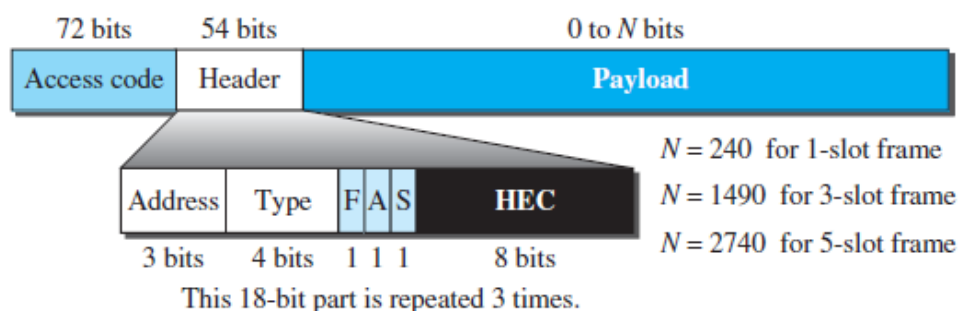 72 bits 54 bits 0 to N bits
Access code Header Payload
N = 240 for 1-slot frame
Address Type F A S HEC
N = 1490 for 3-slot frame
N = 2740 for 5-slot frame
3 bits 4 bits 1 1 1 8 bits
This 18-bit part is repeated 3 times.